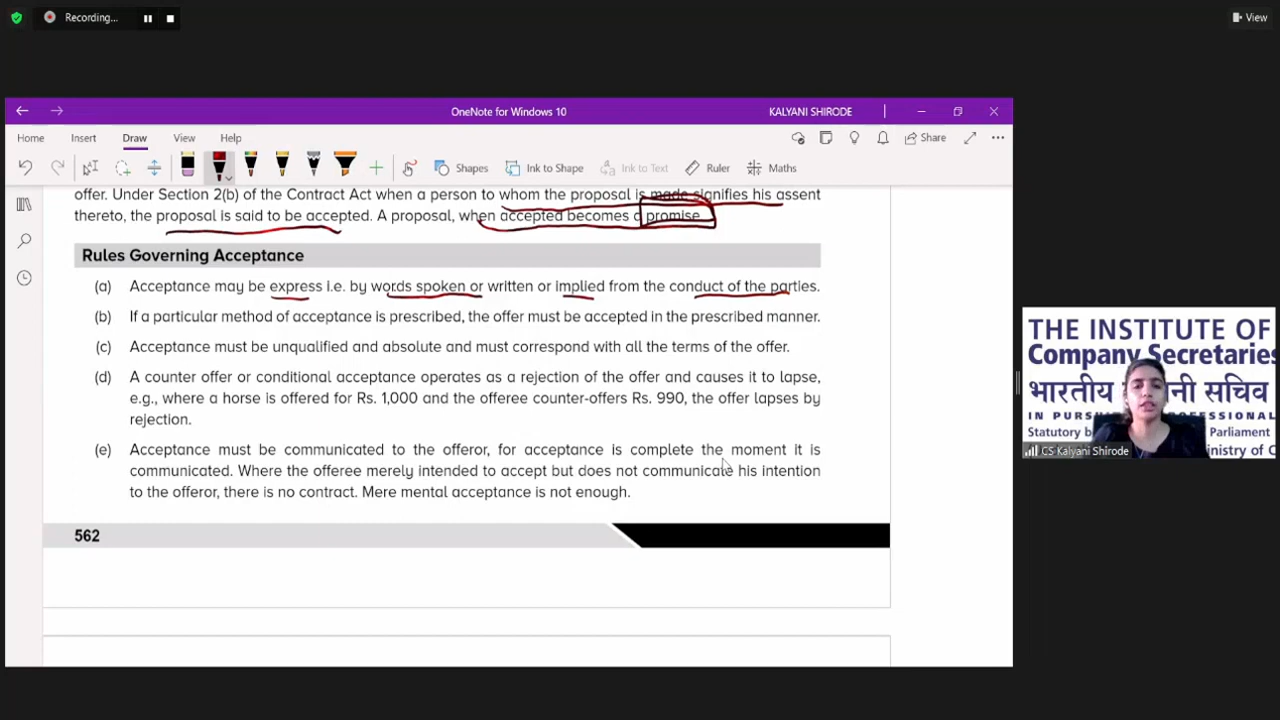 Recording...
View
OneNote for Windows 10
KALYANI SHIRODE
Home Insert Draw View Help
Share
Shapes Ink to Shape Ink to Text Ruler Maths
offer. Under Section 2(b) of the Contract Act when a person to whom the proposal is made signifies his assent
thereto, the proposal is said to be accepted. A proposal, when accepted becomes a promise.
Rules Governing Acceptance
(a) Acceptance may be express i.e. by words spoken or written or implied from the conduct of the parties.
(b) If a particular method of acceptance is prescribed, the offer must be accepted in the prescribed manner.
(c) Acceptance must be unqualified and absolute and must correspond with all the terms of the offer.
(d) A counter offer or conditional acceptance operates as a rejection of the offer and causes it to lapse,
e.g., where a horse is offered for Rs. 1,000 and the offeree counter-offers Rs. 990, the offer lapses by
rejection.
(e) Acceptance must be communicated to the offeror, for acceptance is complete the moment it is
communicated. Where the offeree merely intended to accept but does not communicate his intention
to the offeror, there is no contract. Mere mental acceptance is not enough.
562
THE INSTITUTE OF
Company Secretaries
भारतीय सचिव
IN PURS
Statutory b Parliament
CS Kalyani Shirode